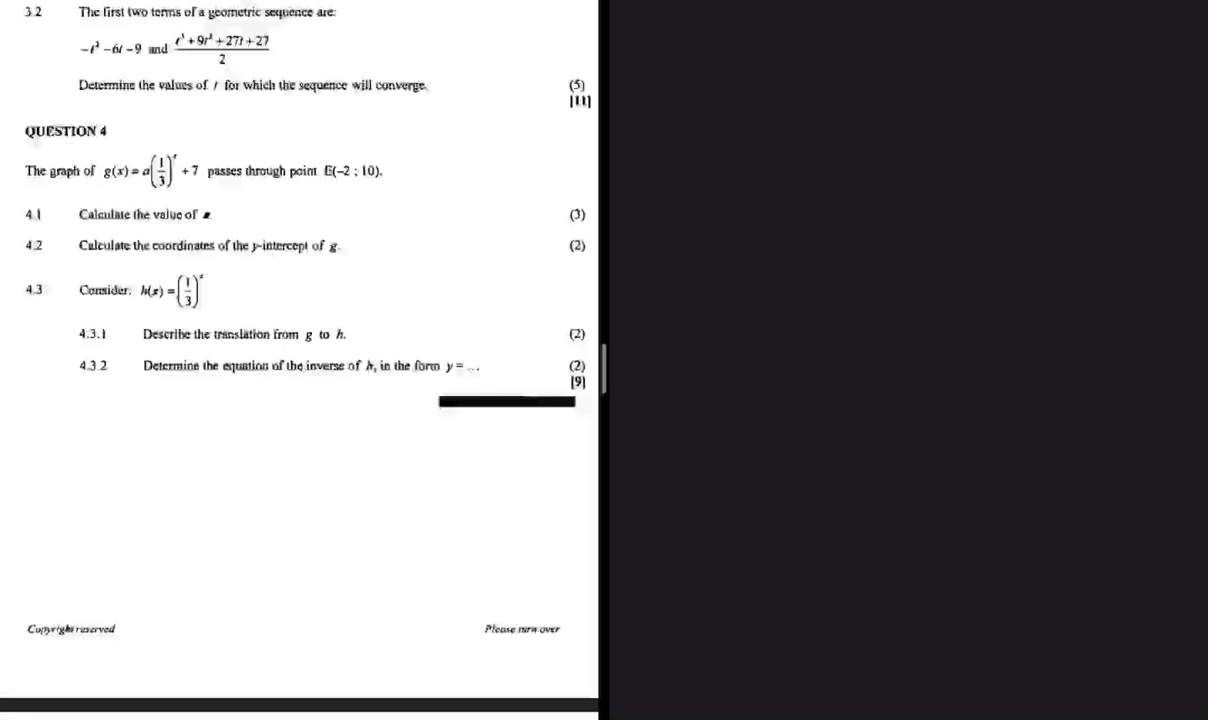 3.2 The first two terms of a geometric sequence are:
−t² − 6t − 9 and (t³ + 9t² + 27t + 27)/2
Determine the values of t for which the sequence will converge. (5)
[11]
QUESTION 4
The graph of g(x) = a(1/3)ˣ + 7 passes through point E(−2 ; 10).
4.1 Calculate the value of a. (3)
4.2 Calculate the coordinates of the y-intercept of g. (2)
4.3 Consider: h(x) = (1/3)ˣ
4.3.1 Describe the translation from g to h. (2)
4.3.2 Determine the equation of the inverse of h, in the form y = ... (2)
[9]
Copyright reserved Please turn over